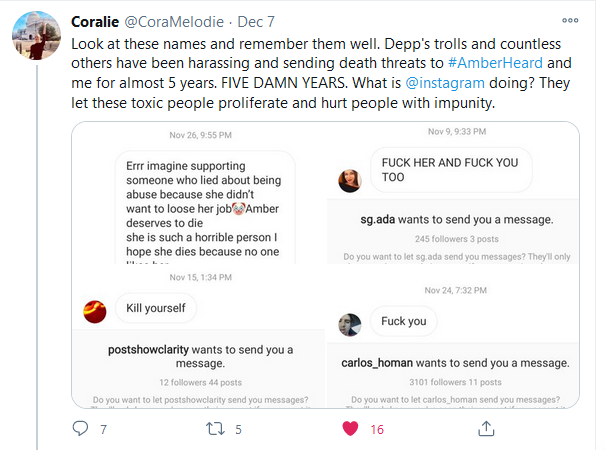 Coralie @CoraMelodie · Dec 7
Look at these names and remember them well. Depp's trolls and countless
others have been harassing and sending death threats to #AmberHeard and
me for almost 5 years. FIVE DAMN YEARS. What is @instagram doing? They
let these toxic people proliferate and hurt people with impunity.
Nov 26, 9:55 PM
Errr imagine supporting
someone who lied about being
abuse because she didn't
want to loose her job🤡Amber
deserves to die
she is such a horrible person I
hope she dies because no one
Nov 9, 9:33 PM
FUCK HER AND FUCK YOU
TOO
sg.ada wants to send you a message.
245 followers 3 posts
Do you want to let sg.ada send you messages? They'll only
Nov 15, 1:34 PM
Kill yourself
postshowclarity wants to send you a
message.
12 followers 44 posts
Do you want to let postshowclarity send you messages?
Nov 24, 7:32 PM
Fuck you
carlos_homan wants to send you a message.
3101 followers 11 posts
Do you want to let carlos_homan send you messages?
7 5 16